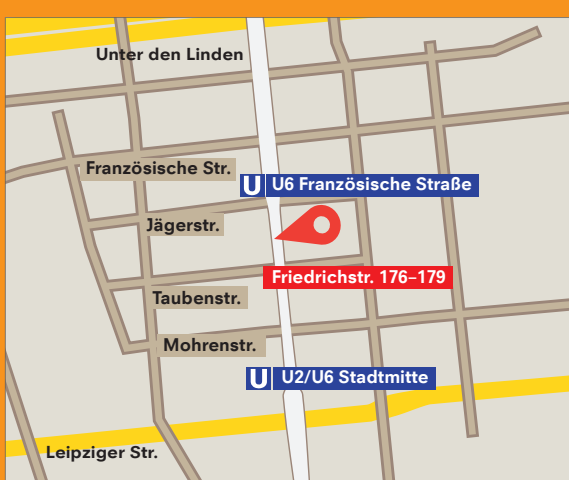 Unter den Linden
Französische Str.
U U6 Französische Straße
Jägerstr.
Friedrichstr. 176–179
Taubenstr.
Mohrenstr.
U U2/U6 Stadtmitte
Leipziger Str.